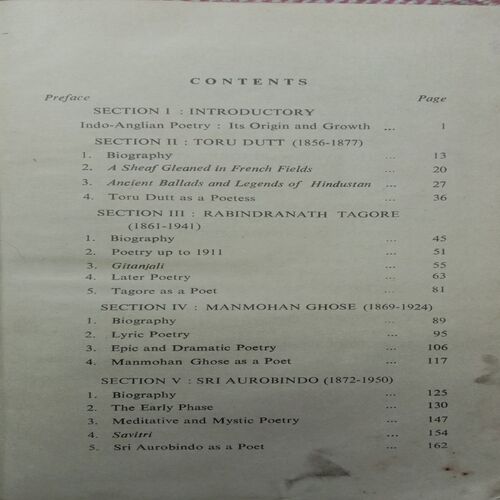 CONTENTS
Preface Page
SECTION I : INTRODUCTORY
Indo-Anglian Poetry : Its Origin and Growth ... 1
SECTION II : TORU DUTT (1856-1877)
1. Biography ... 13
2. A Sheaf Gleaned in French Fields ... 20
3. Ancient Ballads and Legends of Hindustan ... 27
4. Toru Dutt as a Poetess ... 36
SECTION III : RABINDRANATH TAGORE
(1861-1941)
1. Biography ... 45
2. Poetry up to 1911 ... 51
3. Gitanjali ... 55
4. Later Poetry ... 63
5. Tagore as a Poet ... 81
SECTION IV : MANMOHAN GHOSE (1869-1924)
1. Biography ... 89
2. Lyric Poetry ... 95
3. Epic and Dramatic Poetry ... 106
4. Manmohan Ghose as a Poet ... 117
SECTION V : SRI AUROBINDO (1872-1950)
1. Biography ... 125
2. The Early Phase ... 130
3. Meditative and Mystic Poetry ... 147
4. Savitri ... 154
5. Sri Aurobindo as a Poet ... 162